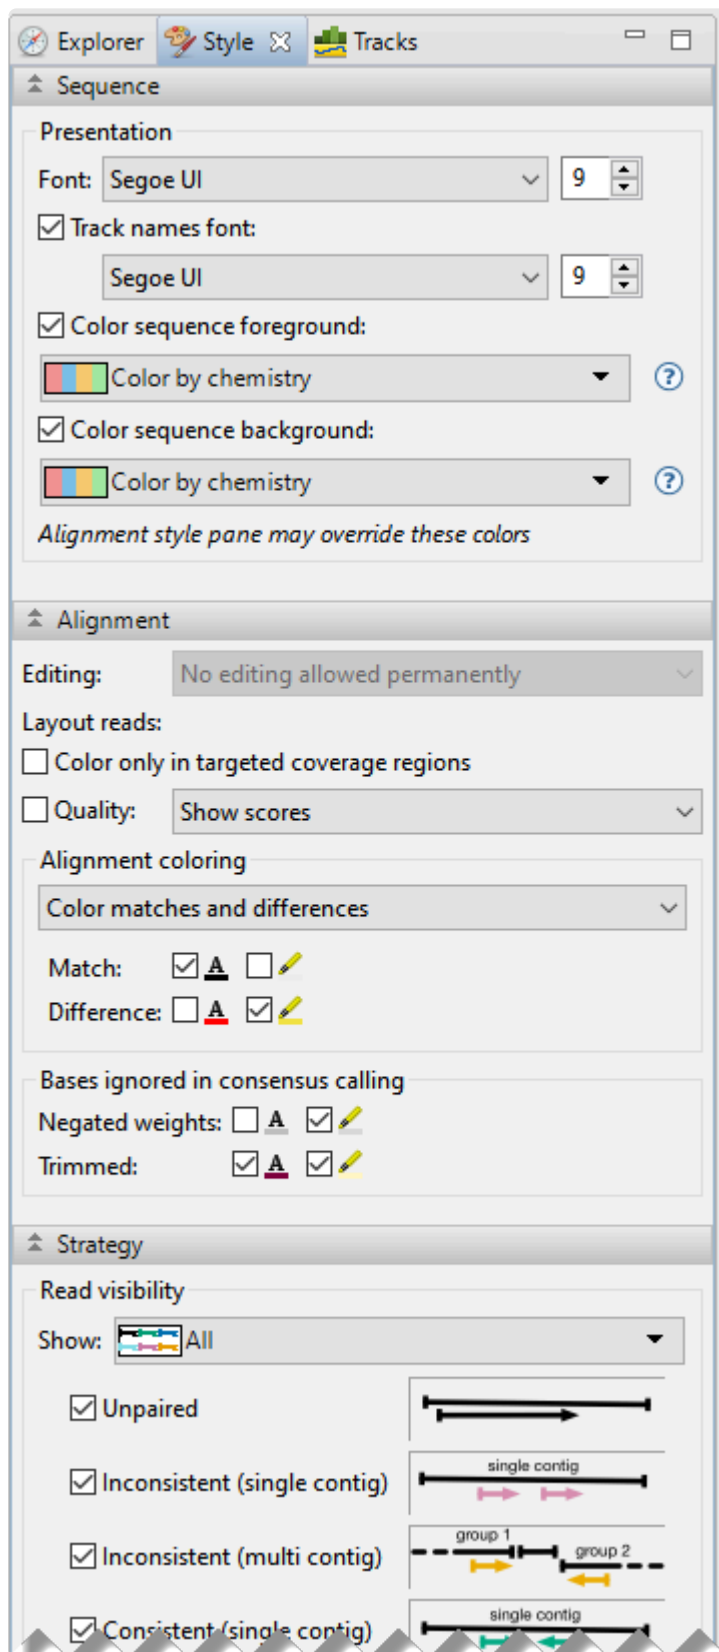 Explorer Style Tracks
Sequence
Presentation
Font: Segoe UI 9
Track names font:
Segoe UI 9
Color sequence foreground:
Color by chemistry ?
Color sequence background:
Color by chemistry ?
Alignment style pane may override these colors
Alignment
Editing: No editing allowed permanently
Layout reads:
Color only in targeted coverage regions
Quality: Show scores
Alignment coloring
Color matches and differences
Match: A
Difference: A
Bases ignored in consensus calling
Negated weights: A
Trimmed: A
Strategy
Read visibility
Show: All
Unpaired
Inconsistent (single contig) single contig
Inconsistent (multi contig) group 1 group 2
Consistent (single contig) single contig